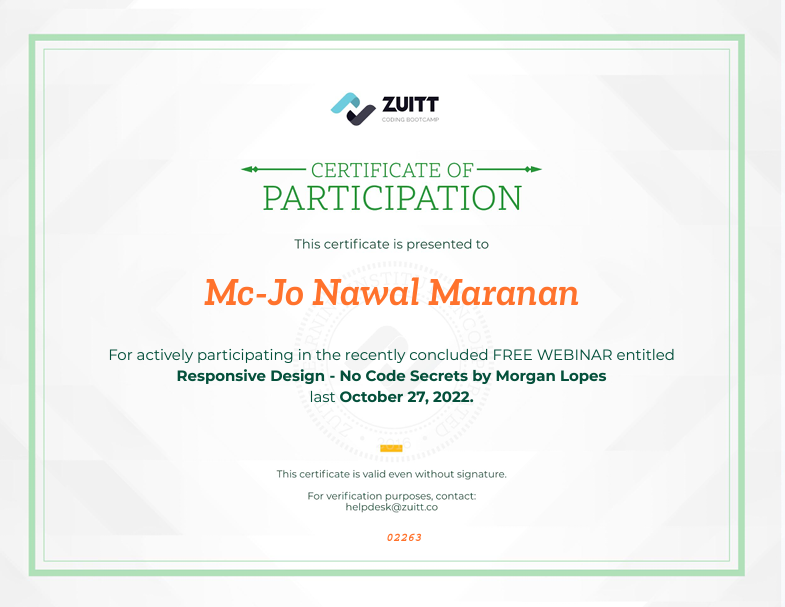 ZUITT
CODING BOOTCAMP
CERTIFICATE OF
PARTICIPATION
This certificate is presented to
Mc-Jo Nawal Maranan
For actively participating in the recently concluded FREE WEBINAR entitled
Responsive Design - No Code Secrets by Morgan Lopes
last October 27, 2022.
This certificate is valid even without signature.
For verification purposes, contact:
helpdesk@zuitt.co
02263